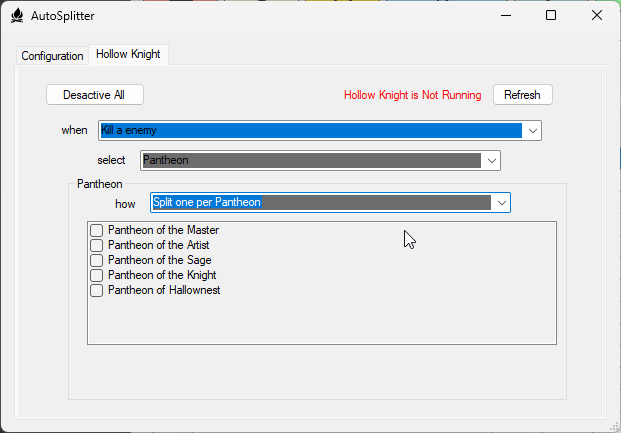 AutoSplitter
Configuration
Hollow Knight
Desactive All
Hollow Knight is Not Running
Refresh
when
Kill a enemy
select
Pantheon
Pantheon
how
Split one per Pantheon
Pantheon of the Master
Pantheon of the Artist
Pantheon of the Sage
Pantheon of the Knight
Pantheon of Hallownest